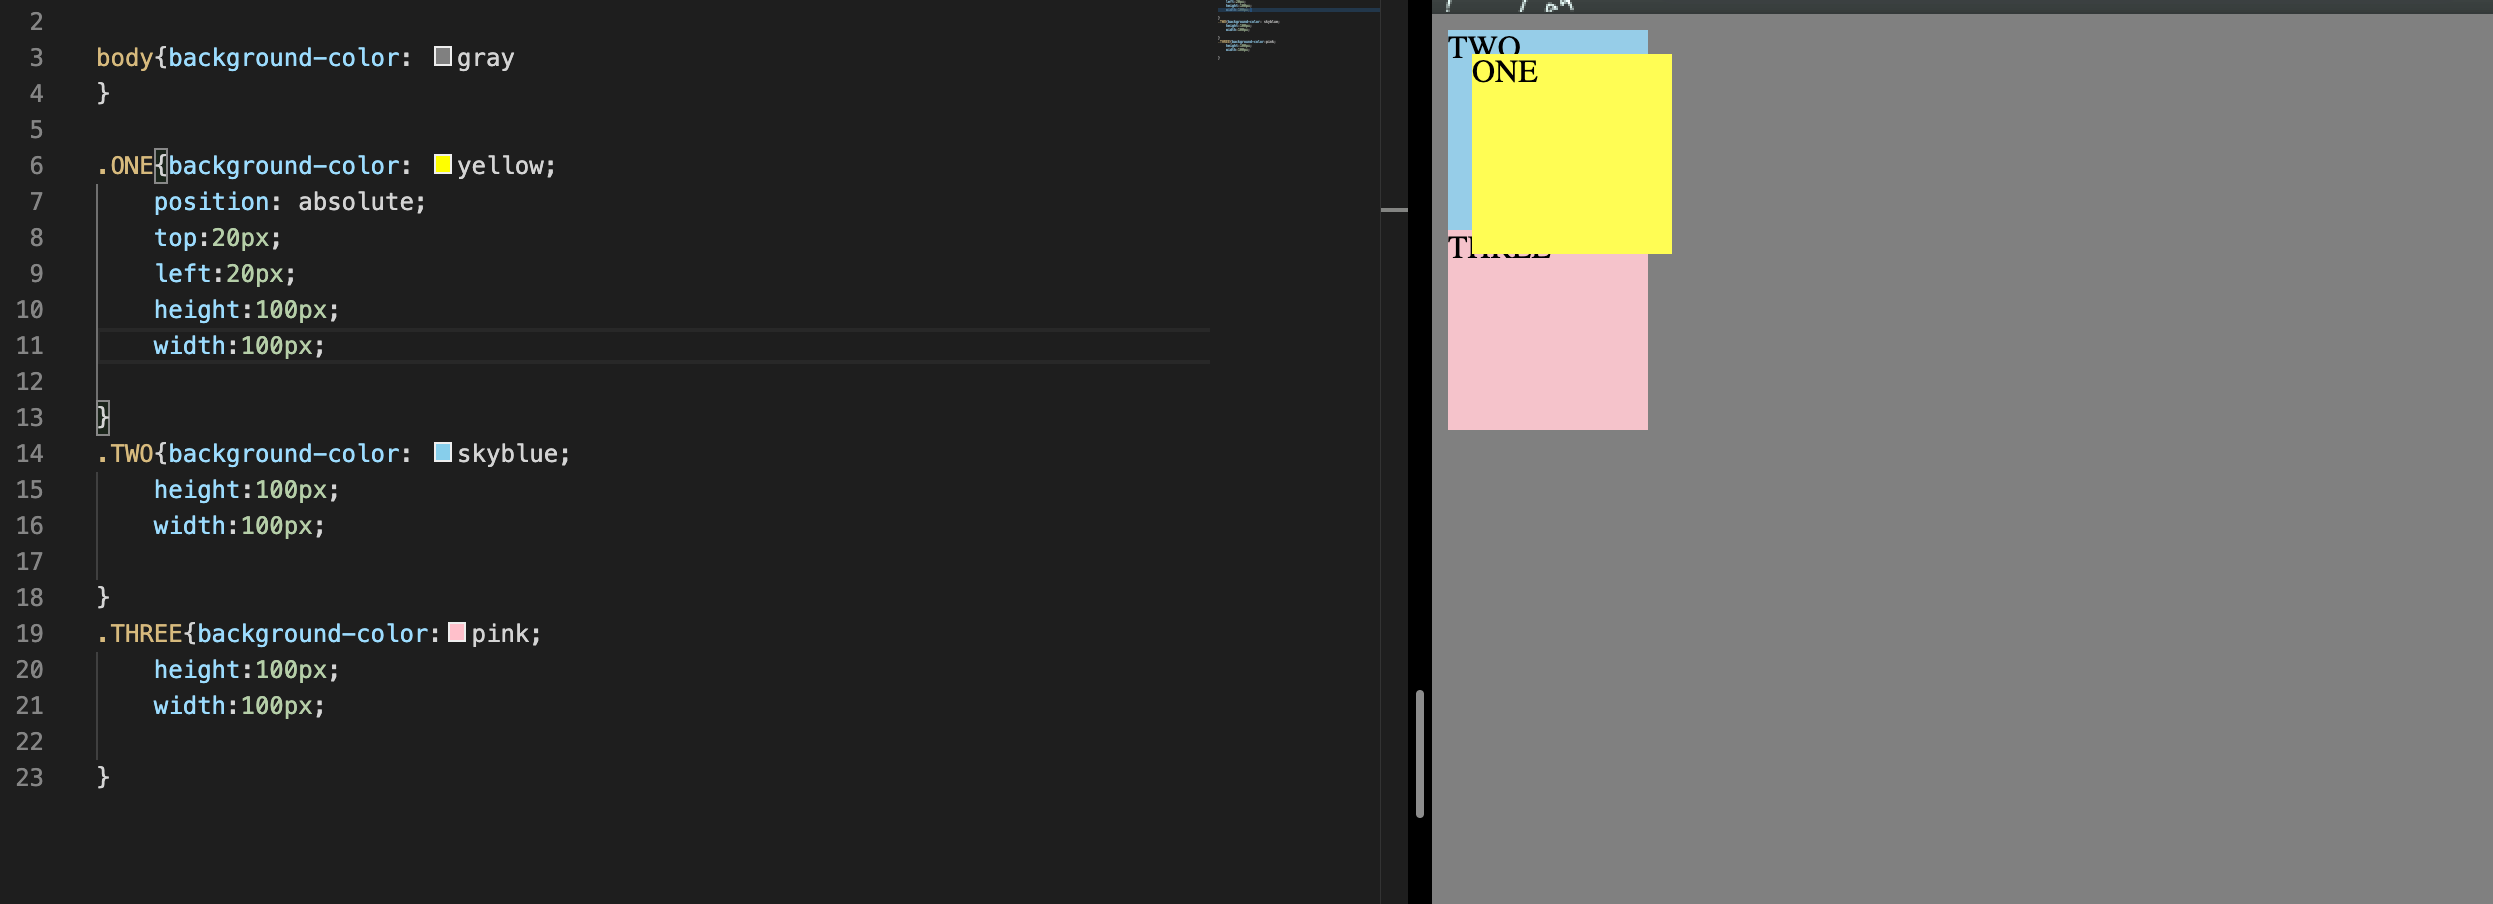 2
3 body{background-color: gray
4 }
5
6 .ONE{background-color: yellow;
7 position: absolute;
8 top:20px;
9 left:20px;
10 height:100px;
11 width:100px;
12
13 }
14 .TWO{background-color: skyblue;
15 height:100px;
16 width:100px;
17
18 }
19 .THREE{background-color:pink;
20 height:100px;
21 width:100px;
22
23 }
TWO
ONE
THREE